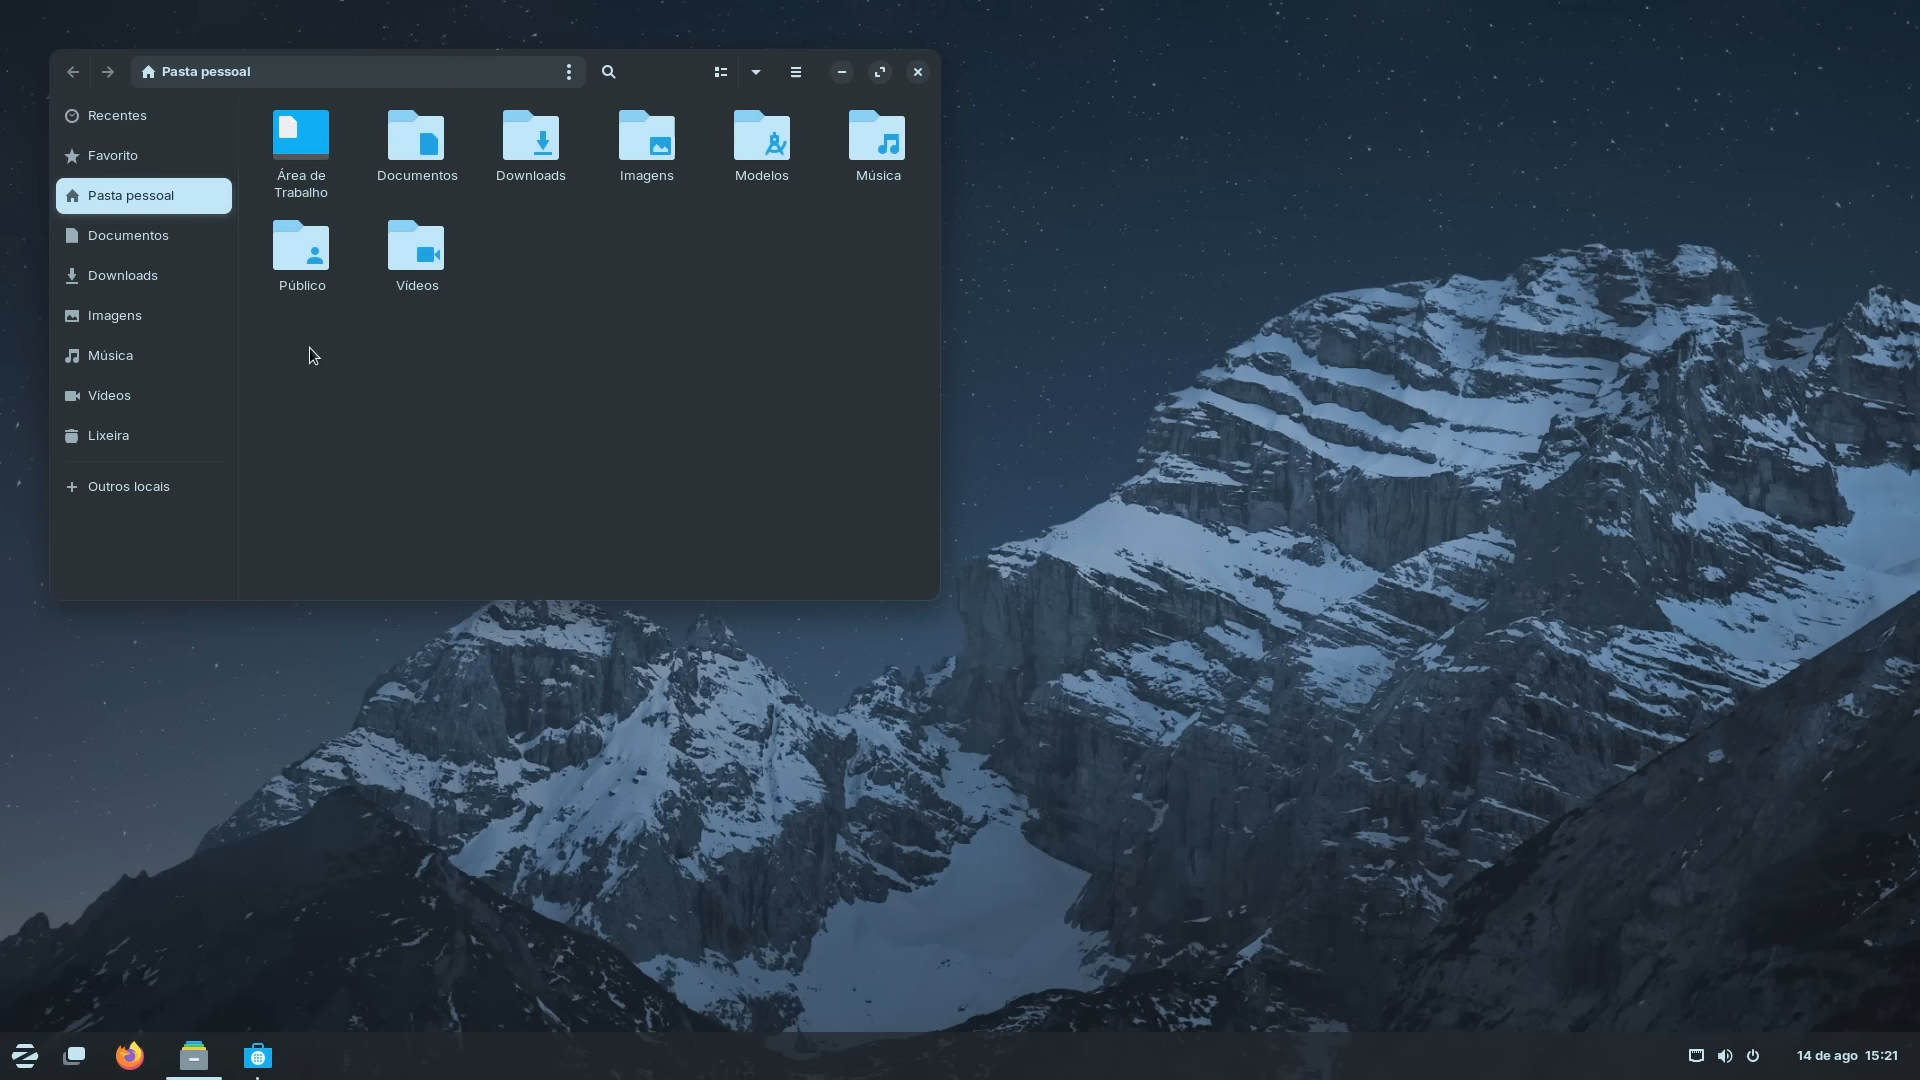 Pasta pessoal
Recentes
Favorito
Pasta pessoal
Documentos
Downloads
Imagens
Música
Vídeos
Lixeira
Outros locais
Área de
Trabalho
Documentos
Downloads
Imagens
Modelos
Música
Público
Vídeos
14 de ago 15:21